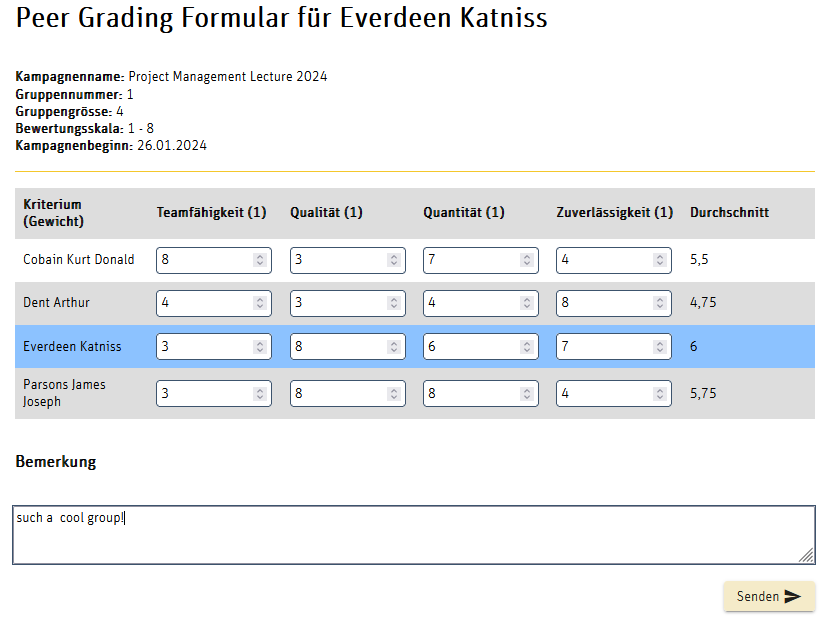 Peer Grading Formular für Everdeen Katniss
Kampagnenname: Project Management Lecture 2024
Gruppennummer: 1
Gruppengrösse: 4
Bewertungsskala: 1 - 8
Kampagnenbeginn: 26.01.2024
Kriterium (Gewicht) Teamfähigkeit (1) Qualität (1) Quantität (1) Zuverlässigkeit (1) Durchschnitt
Cobain Kurt Donald 8 3 7 4 5,5
Dent Arthur 4 3 4 8 4,75
Everdeen Katniss 3 8 6 7 6
Parsons James Joseph 3 8 8 4 5,75
Bemerkung
such a  cool group!
Senden